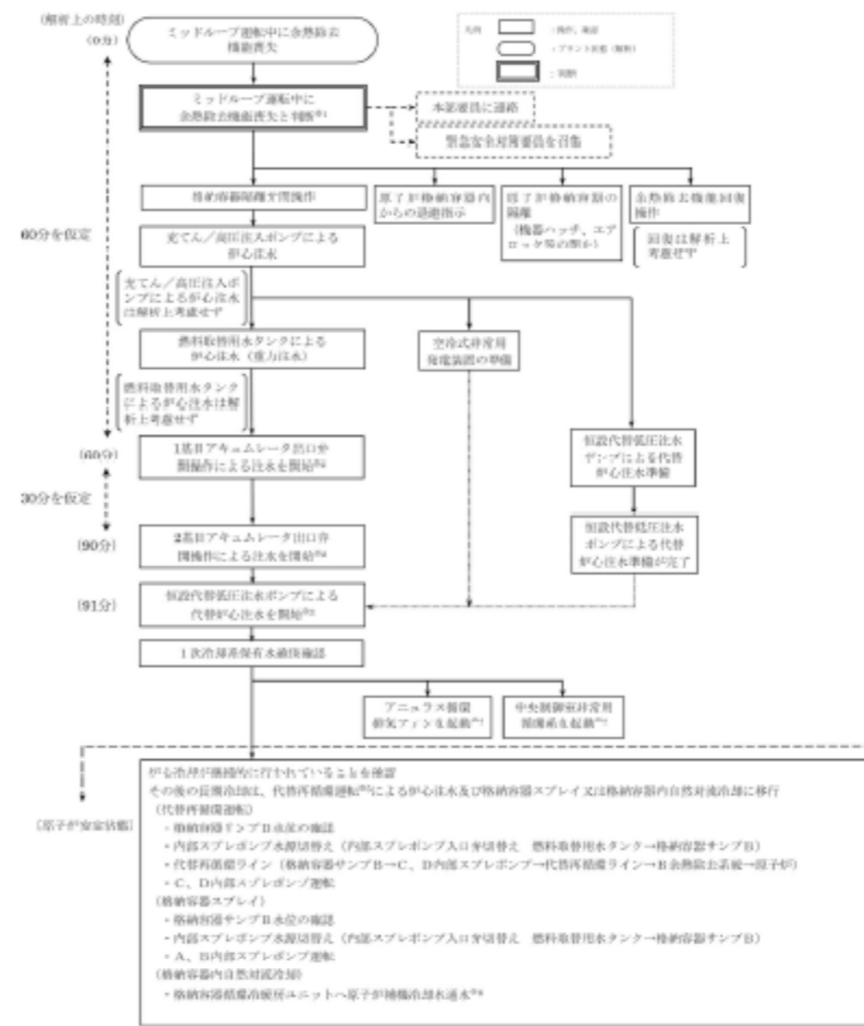 (解析上の時刻)
(0分)
ミッドループ運転中に余熱除去
機能喪失
凡例
:操作、確認
:プラント状態(解析)
:判断
ミッドループ運転中に
余熱除去機能喪失と判断※1
本部要員に連絡
緊急安全対策要員を召集
60分を仮定
格納容器隔離弁閉操作
原子炉格納容器内
からの退避指示
原子炉格納容器の
隔離
(機器ハッチ、エア
ロック等の閉か)
余熱除去機能回復
操作
回復は解析上
考慮せず
充てん/高圧注入ポンプによる
炉心注水
充てん/高圧注入ポ
ンプによる炉心注水
は解析上考慮せず
燃料取替用水タンクによる
炉心注水(重力注水)
空冷式非常用
発電装置の準備
燃料取替用水タンク
による炉心注水は解
析上考慮せず
(60分)
1基目アキュムレータ出口弁
開操作による注水を開始
恒設代替低圧注水
ポンプによる代替
炉心注水準備
30分を仮定
(90分)
2基目アキュムレータ出口弁
開操作による注水を開始
恒設代替低圧注水
ポンプによる代替
炉心注水準備が完了
(91分)
恒設代替低圧注水ポンプによる
代替炉心注水を開始
1次冷却系保有水確保確認
アニュラス循環
排気ファンを起動
中央制御室非常用
循環系を起動
炉心冷却が継続的に行われていることを確認
その後の長期冷却は、代替再循環運転による炉心注水及び格納容器スプレイ又は格納容器内自然対流冷却に移行
[原子炉安定状態]
(代替再循環運転)
・格納容器サンプB水位の確認
・内部スプレポンプ水源切替え(内部スプレポンプ入口弁切替え 燃料取替用水タンク→格納容器サンプB)
・代替再循環ライン(格納容器サンプB→C、D内部スプレポンプ→代替再循環ライン→B余熱除去系後→原子炉)
・C、D内部スプレポンプ運転
(格納容器スプレイ)
・格納容器サンプB水位の確認
・内部スプレポンプ水源切替え(内部スプレポンプ入口弁切替え 燃料取替用水タンク→格納容器サンプB)
・A、B内部スプレポンプ運転
(格納容器内自然対流冷却)
・格納容器循環冷暖房ユニットへ原子炉補機冷却水通水